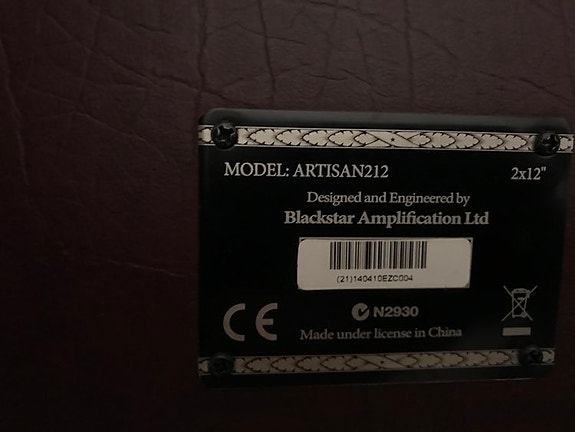 MODEL: ARTISAN212 2x12"
Designed and Engineered by
Blackstar Amplification Ltd
(21)140410EZC004
CE N2930
Made under license in China